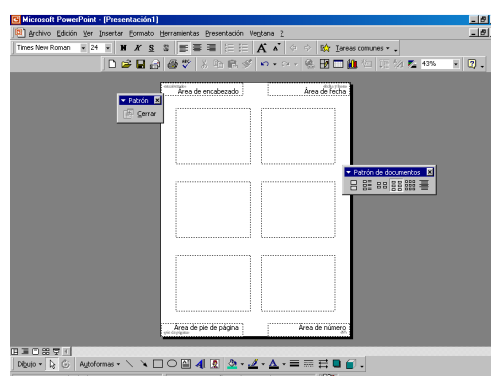 Microsoft PowerPoint - [Presentación1]
Archivo Edición Ver Insertar Formato Herramientas Presentación Ventana ?
Times New Roman 24 N K S S Tareas comunes
43%
Área de encabezado Área de fecha
Patrón
Cerrar
Patrón de documentos
Área de pie de página Área de número
Dibujo Autoformas